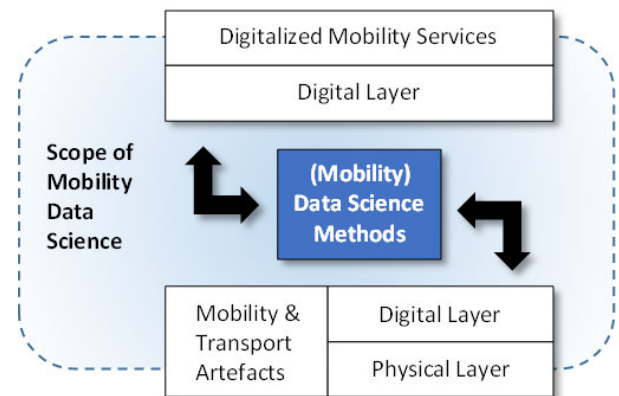 Digitalized Mobility Services
Digital Layer
Scope of
Mobility
Data
Science
(Mobility)
Data Science
Methods
Mobility &
Transport
Artefacts
Digital Layer
Physical Layer